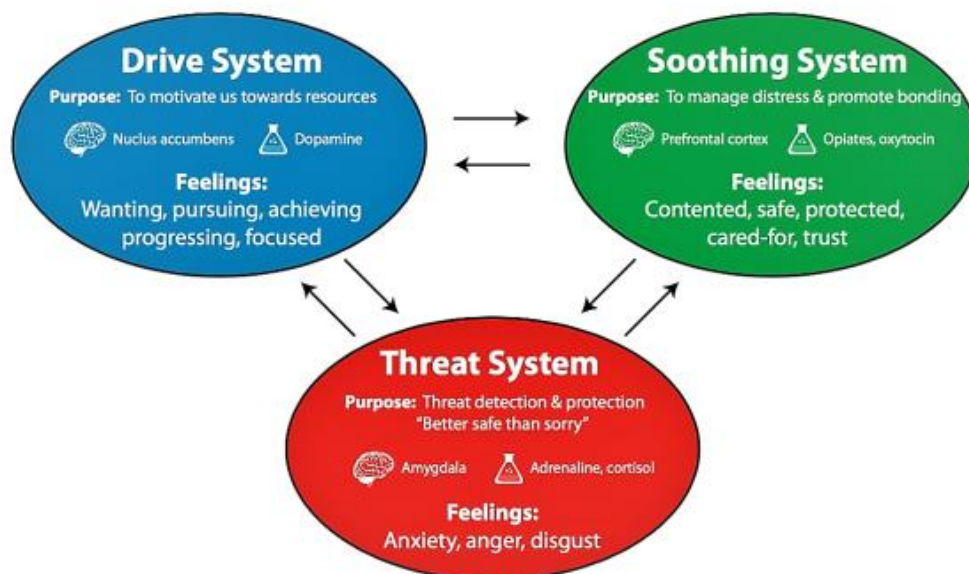 Drive System
Purpose: To motivate us towards resources
Nuclus accumbens
Dopamine
Feelings:
Wanting, pursuing, achieving
progressing, focused
Soothing System
Purpose: To manage distress & promote bonding
Prefrontal cortex
Opiates, oxytocin
Feelings:
Contented, safe, protected,
cared-for, trust
Threat System
Purpose: Threat detection & protection
"Better safe than sorry"
Amygdala
Adrenaline, cortisol
Feelings:
Anxiety, anger, disgust